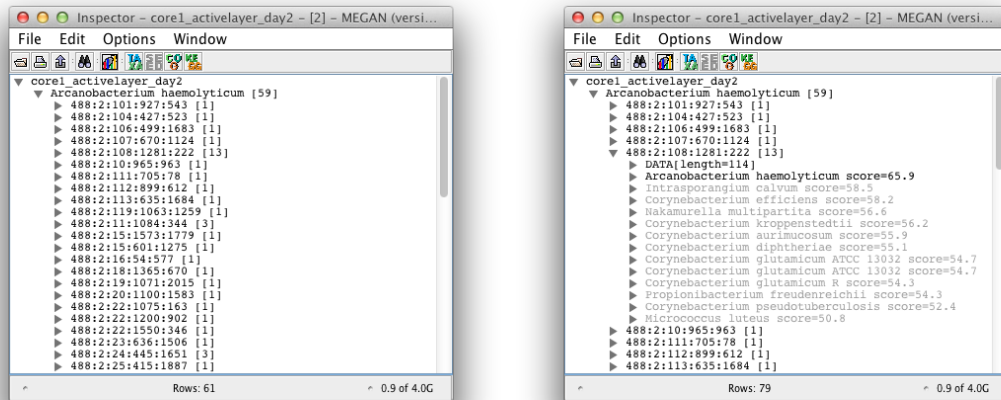 Inspector – core1_activelayer_day2 – [2] – MEGAN (versi...
File Edit Options Window
core1_activelayer_day2
Arcanobacterium haemolyticum [59]
488:2:101:927:543 [1]
488:2:104:427:523 [1]
488:2:106:499:1683 [1]
488:2:107:670:1124 [1]
488:2:108:1281:222 [13]
488:2:10:965:963 [1]
488:2:111:705:78 [1]
488:2:112:899:612 [1]
488:2:113:635:1684 [1]
488:2:119:1063:1259 [1]
488:2:11:1084:344 [3]
488:2:15:1573:1779 [1]
488:2:15:601:1275 [1]
488:2:16:54:577 [1]
488:2:18:1365:670 [1]
488:2:19:1071:2015 [1]
488:2:20:1100:1583 [1]
488:2:22:1075:163 [1]
488:2:22:1200:902 [1]
488:2:22:1550:346 [1]
488:2:23:636:1506 [1]
488:2:24:445:1651 [3]
488:2:25:415:1887 [1]
Rows: 61 0.9 of 4.0G
Inspector – core1_activelayer_day2 – [2] – MEGAN (versi...
File Edit Options Window
core1_activelayer_day2
Arcanobacterium haemolyticum [59]
488:2:101:927:543 [1]
488:2:104:427:523 [1]
488:2:106:499:1683 [1]
488:2:107:670:1124 [1]
488:2:108:1281:222 [13]
DATA[length=114]
Arcanobacterium haemolyticum score=65.9
Intrasporangium calvum score=58.5
Corynebacterium efficiens score=58.2
Nakamurella multipartita score=56.6
Corynebacterium kroppenstedtii score=56.2
Corynebacterium aurimucosum score=55.9
Corynebacterium diphtheriae score=55.1
Corynebacterium glutamicum ATCC 13032 score=54.7
Corynebacterium glutamicum ATCC 13032 score=54.7
Corynebacterium glutamicum R score=54.3
Propionibacterium freudenreichii score=54.3
Corynebacterium pseudotuberculosis score=52.4
Micrococcus luteus score=50.8
488:2:10:965:963 [1]
488:2:111:705:78 [1]
488:2:112:899:612 [1]
488:2:113:635:1684 [1]
Rows: 79 0.9 of 4.0G